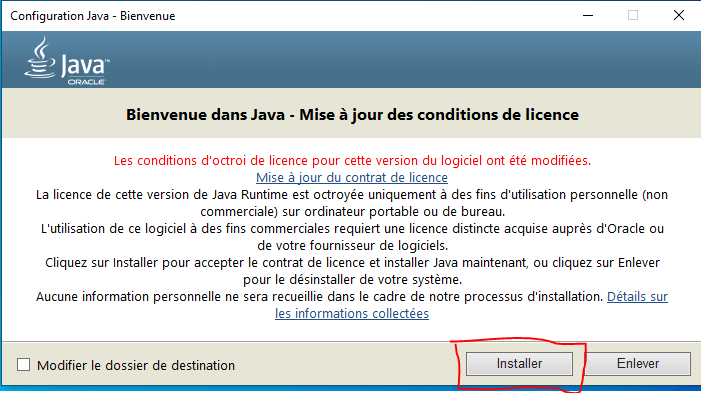 Configuration Java - Bienvenue
Java™
ORACLE
Bienvenue dans Java - Mise à jour des conditions de licence
Les conditions d'octroi de licence pour cette version du logiciel ont été modifiées.
Mise à jour du contrat de licence
La licence de cette version de Java Runtime est octroyée uniquement à des fins d'utilisation personnelle (non
commerciale) sur ordinateur portable ou de bureau.
L'utilisation de ce logiciel à des fins commerciales requiert une licence distincte acquise auprès d'Oracle ou
de votre fournisseur de logiciels.
Cliquez sur Installer pour accepter le contrat de licence et installer Java maintenant, ou cliquez sur Enlever
pour le désinstaller de votre système.
Aucune information personnelle ne sera recueillie dans le cadre de notre processus d'installation. Détails sur
les informations collectées
Modifier le dossier de destination Installer Enlever